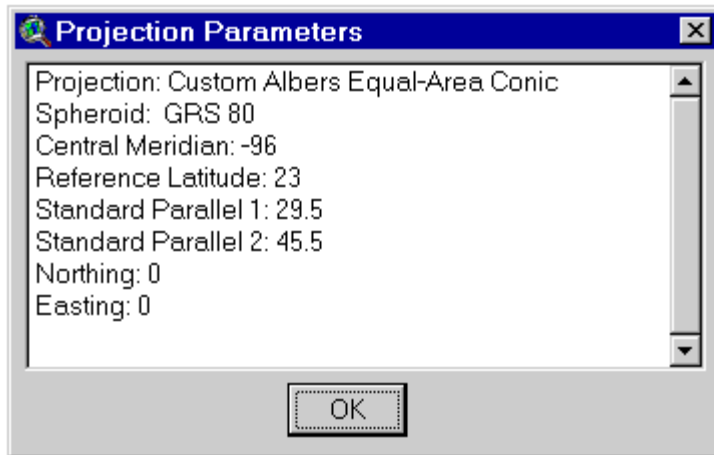 Projection Parameters
Projection: Custom Albers Equal-Area Conic
Spheroid:  GRS 80
Central Meridian: -96
Reference Latitude: 23
Standard Parallel 1: 29.5
Standard Parallel 2: 45.5
Northing: 0
Easting: 0
OK